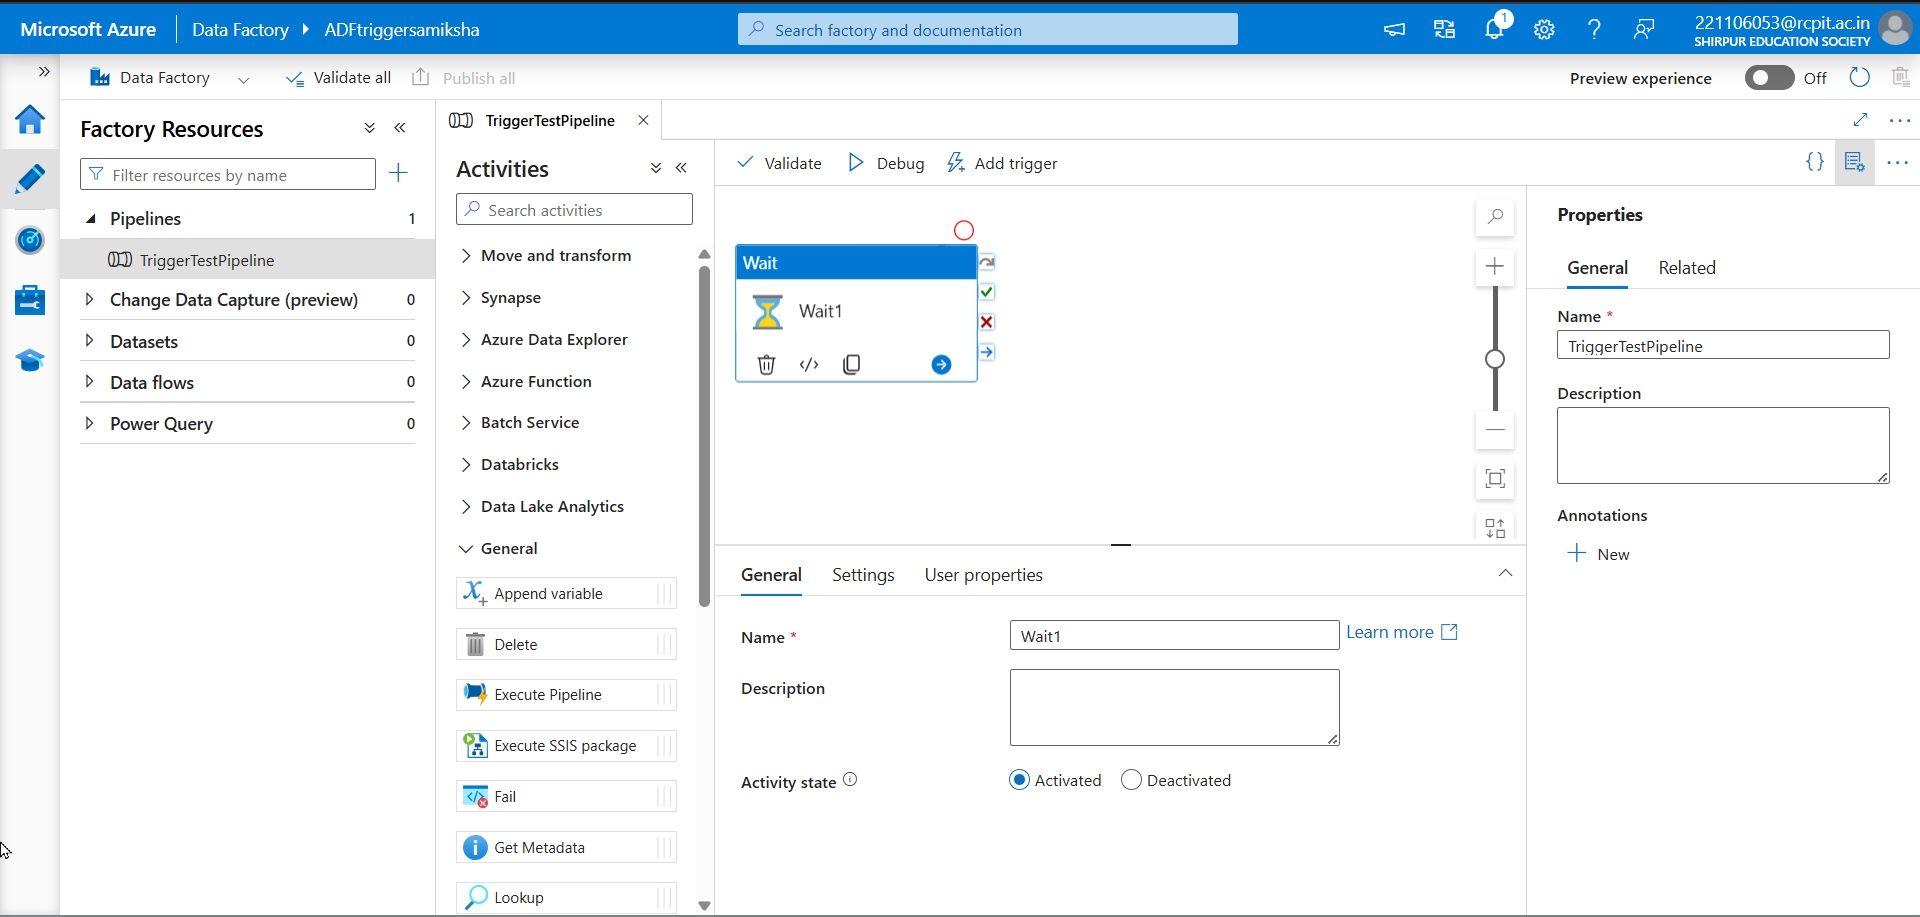 Microsoft Azure
Data Factory
ADFtriggersamiksha
Search factory and documentation
1
221106053@rcpit.ac.in
SHIRPUR EDUCATION SOCIETY
Data Factory
Validate all
Publish all
Preview experience
Off
Factory Resources
Filter resources by name
Pipelines 1
TriggerTestPipeline
Change Data Capture (preview) 0
Datasets 0
Data flows 0
Power Query 0
TriggerTestPipeline
Activities
Search activities
Move and transform
Synapse
Azure Data Explorer
Azure Function
Batch Service
Databricks
Data Lake Analytics
General
Append variable
Delete
Execute Pipeline
Execute SSIS package
Fail
Get Metadata
Lookup
Validate
Debug
Add trigger
Wait
Wait1
General
Settings
User properties
Name *
Wait1
Learn more
Description
Activity state
Activated
Deactivated
Properties
General
Related
Name *
TriggerTestPipeline
Description
Annotations
New